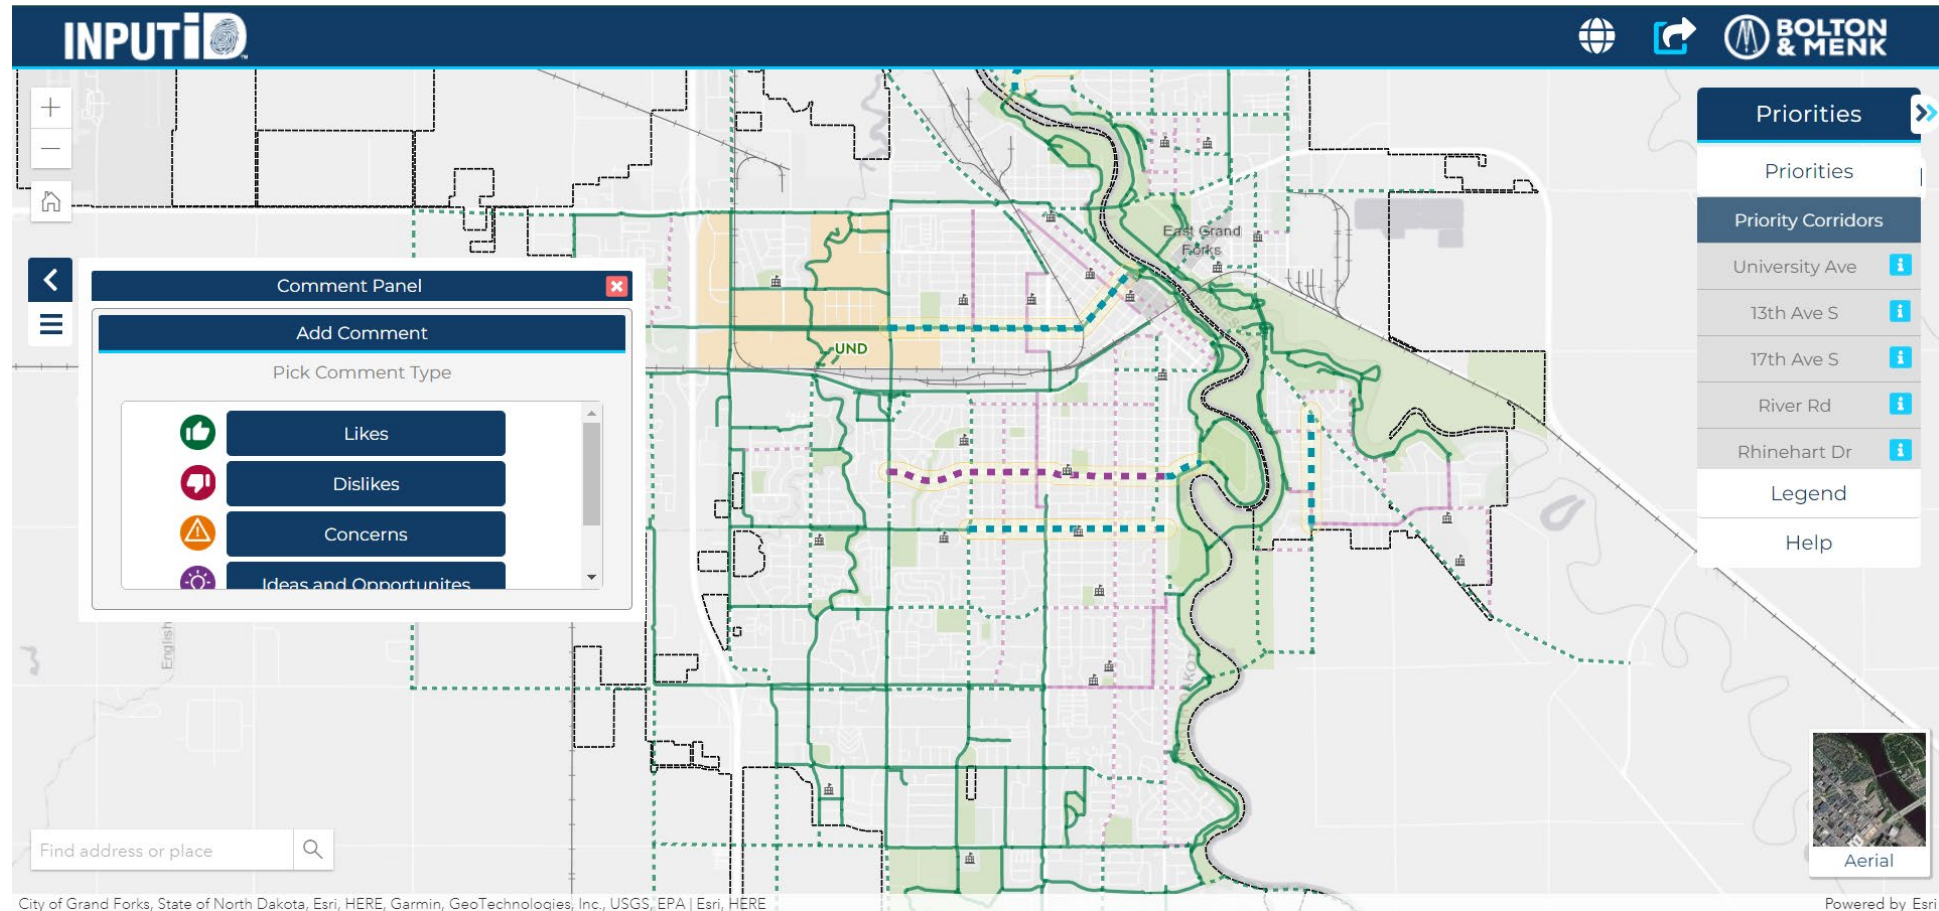 INPUTiD
BOLTON
& MENK
Priorities
Priorities
Priority Corridors
University Ave
13th Ave S
17th Ave S
River Rd
Rhinehart Dr
Legend
Help
Comment Panel
Add Comment
Pick Comment Type
Likes
Dislikes
Concerns
Ideas and Opportunites
East Grand
Forks
UND
English
Find address or place
Aerial
City of Grand Forks, State of North Dakota, Esri, HERE, Garmin, GeoTechnologies, Inc., USGS, EPA | Esri, HERE
Powered by Esri